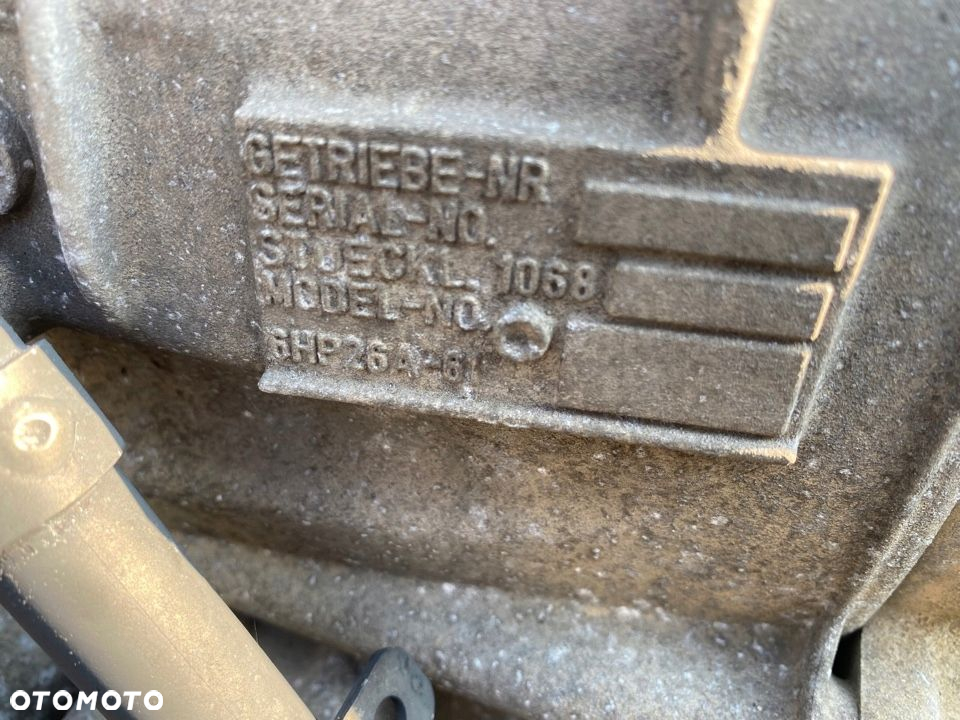 GETRIEBE-NR
SERIAL-NO.
STUECKL. 1068
MODEL-NO.
6HP26A-61
OTOMOTO